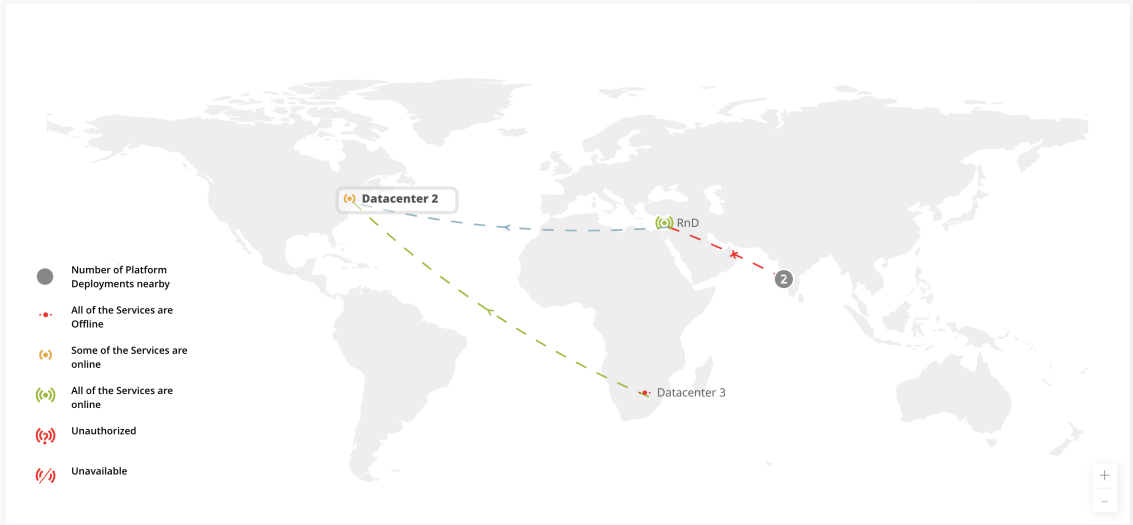 Datacenter 2
RnD
2
Number of Platform
Deployments nearby
All of the Services are
Offline
Some of the Services are
online
All of the Services are
online
Unauthorized
Unavailable
Datacenter 3
+
-